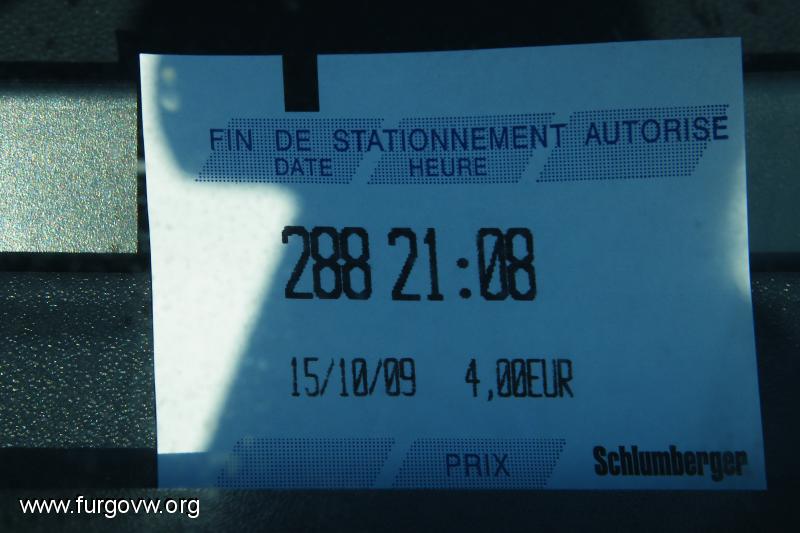 FIN DE STATIONNEMENT AUTORISE
DATE HEURE
288 21:08
15/10/09 4,00EUR
PRIX
Schlumberger
www.furgovw.org